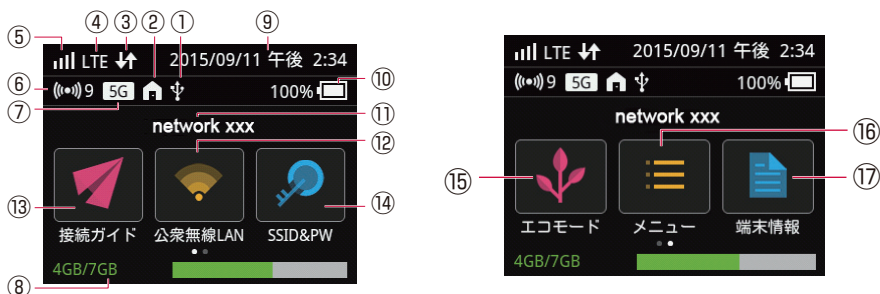 ⑤ ④ ③ ② ① ⑨
LTE 2015/09/11 午後 2:34
⑥ 9 5G 100% ⑩
⑦
⑪
network xxx
⑫
⑬ ⑭
接続ガイド 公衆無線LAN SSID&PW
4GB/7GB
⑧
LTE 2015/09/11 午後 2:34
9 5G 100%
network xxx
⑯
⑮ ⑰
エコモード メニュー 端末情報
4GB/7GB